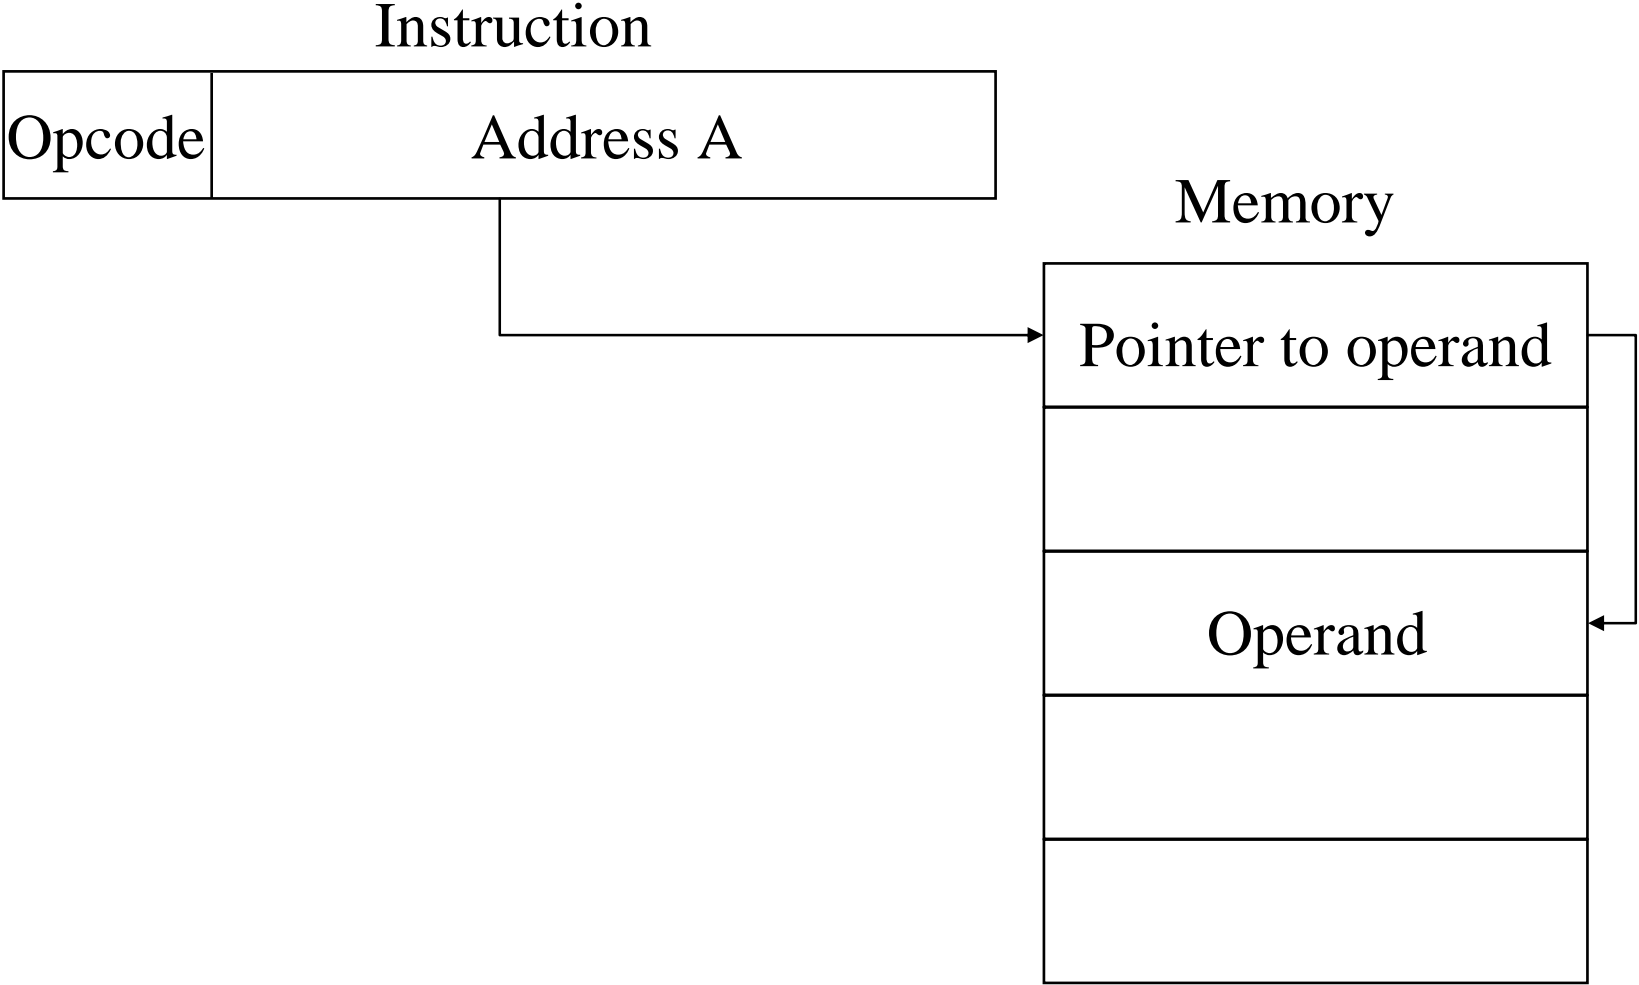 Instruction
Opcode
Address A
Memory
Pointer to operand
Operand